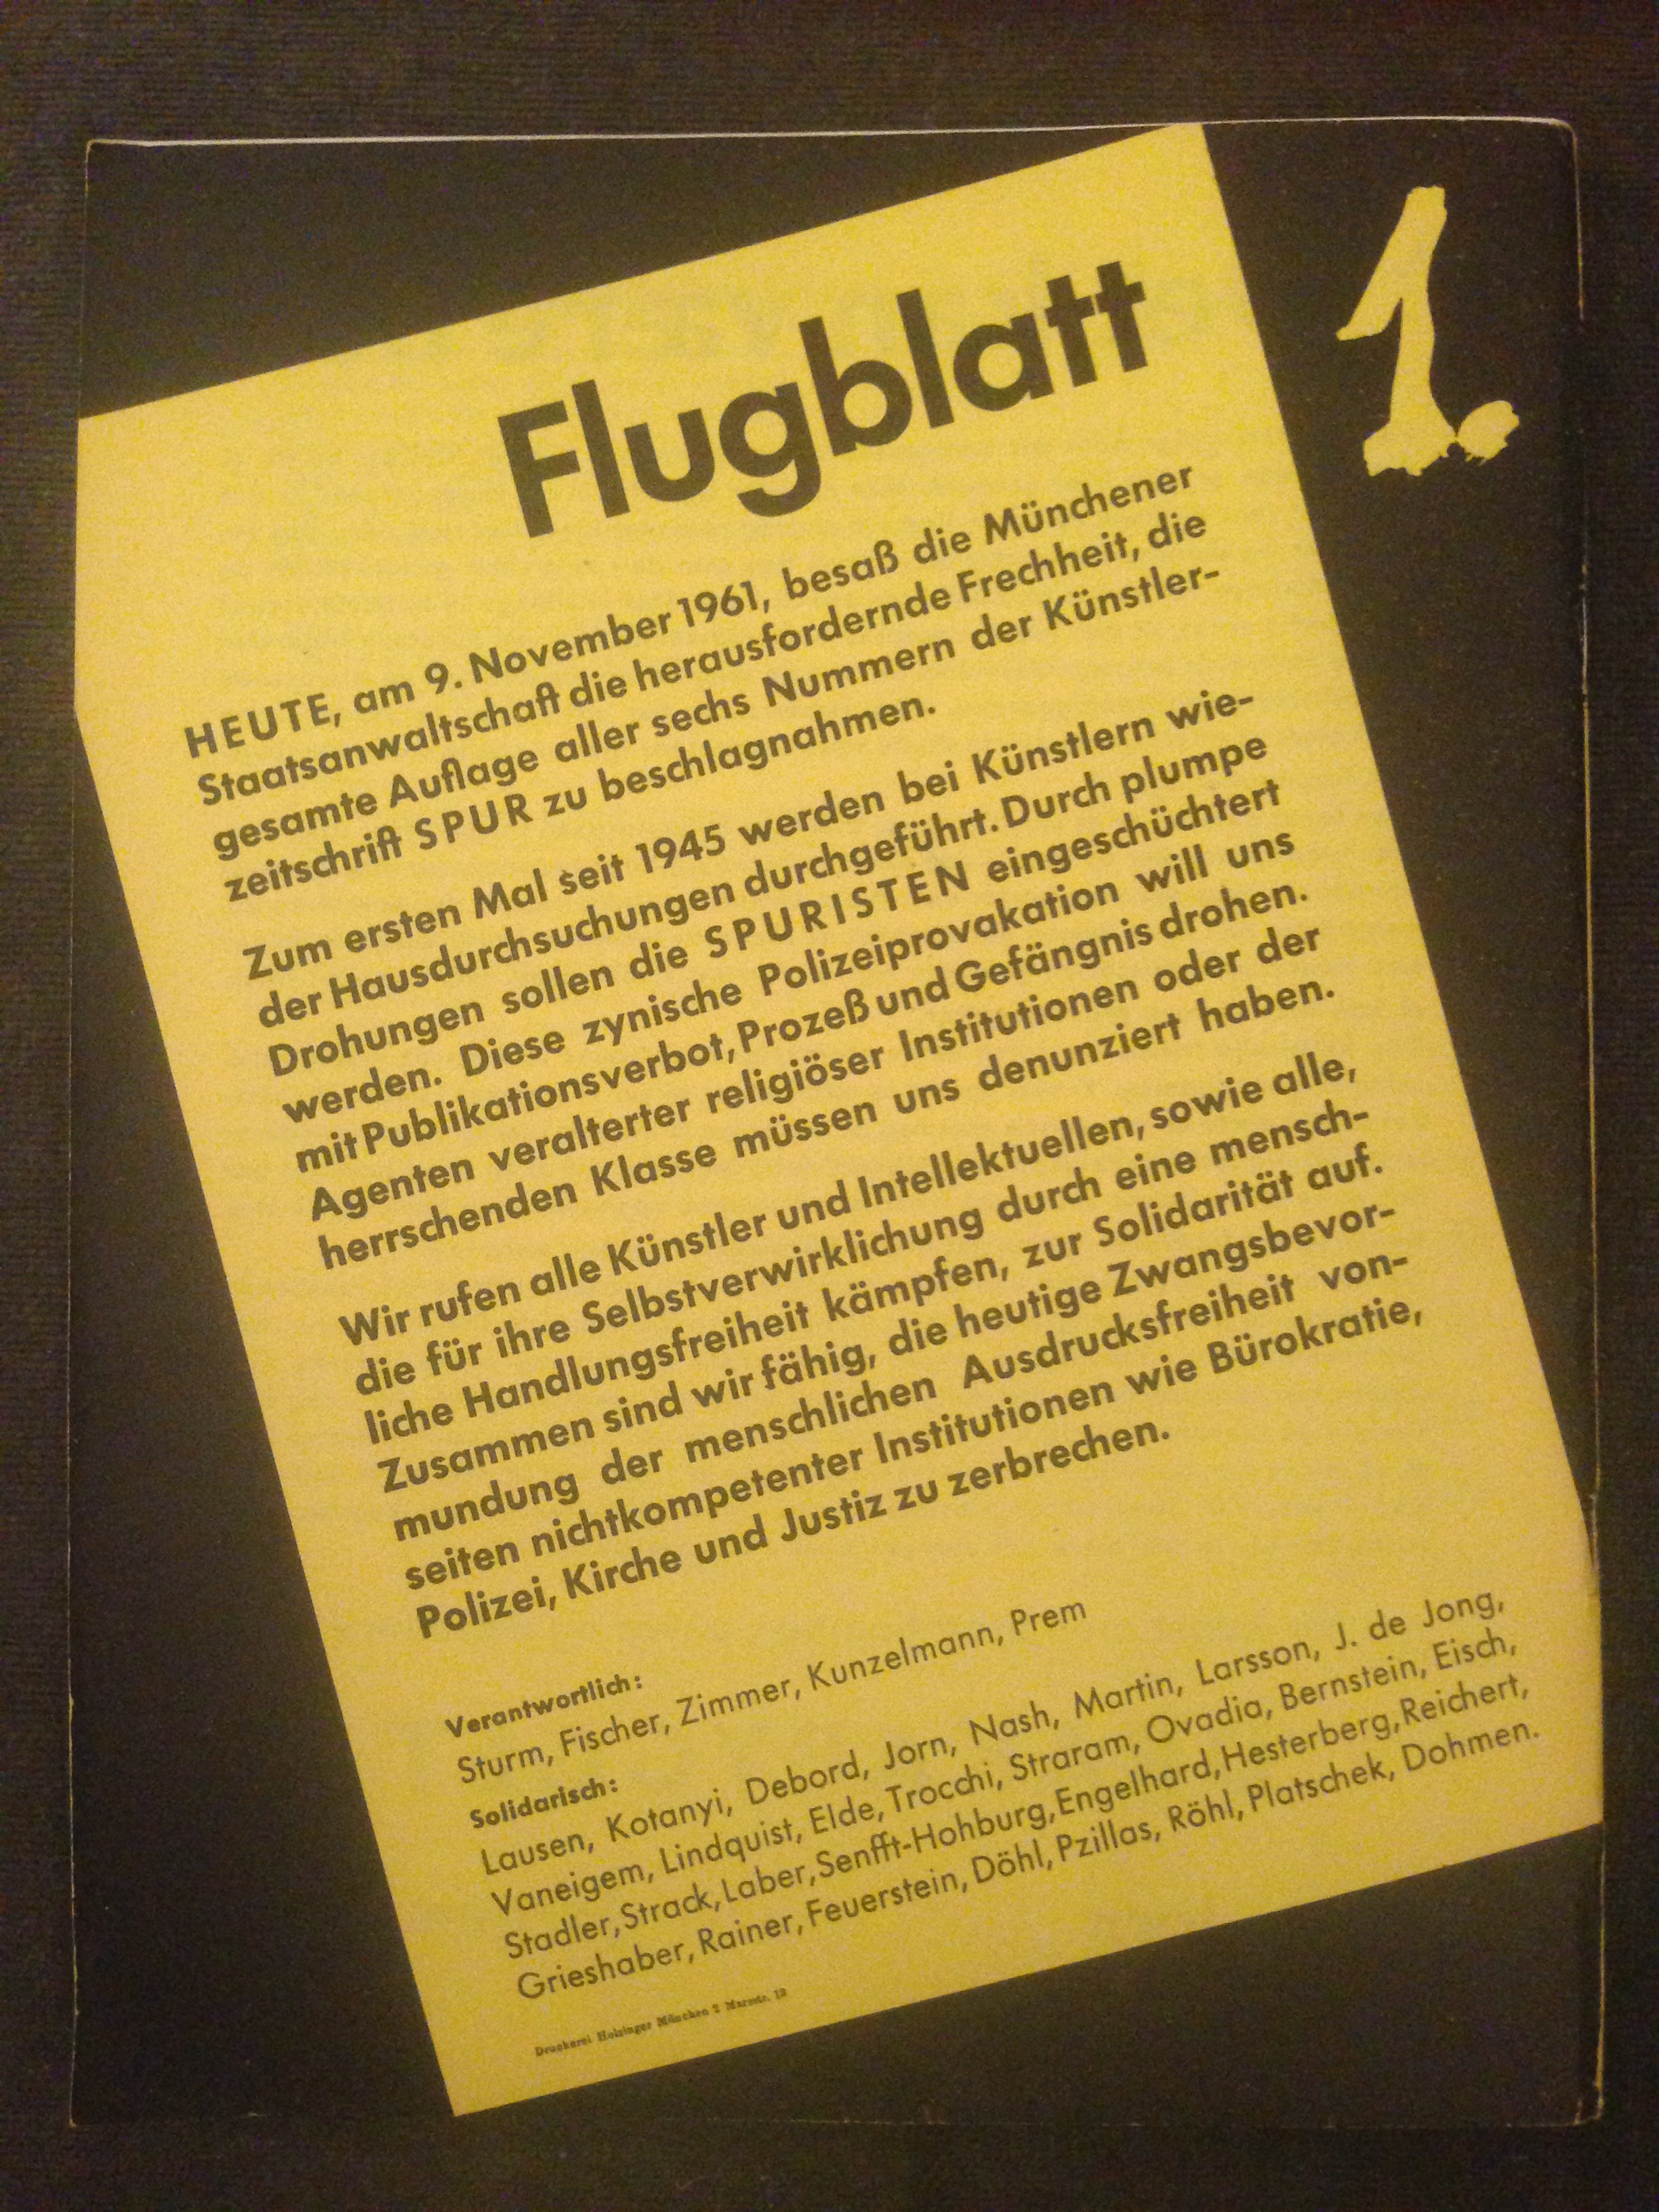 1.
Flugblatt
HEUTE, am 9. November 1961, besaß die Münchener
Staatsanwaltschaft die herausfordernde Frechheit, die
gesamte Auflage aller sechs Nummern der Künstler-
zeitschrift SPUR zu beschlagnahmen.
Zum ersten Mal seit 1945 werden bei Künstlern wie-
der Hausdurchsuchungen durchgeführt. Durch plumpe
Drohungen sollen die SPURISTEN eingeschüchtert
werden. Diese zynische Polizeiprovakation will uns
mit Publikationsverbot, Prozeß und Gefängnis drohen.
Agenten veralterter religiöser Institutionen oder der
herrschenden Klasse müssen uns denunziert haben.
Wir rufen alle Künstler und Intellektuellen, sowie alle,
die für ihre Selbstverwirklichung durch eine mensch-
liche Handlungsfreiheit kämpfen, zur Solidarität auf.
Zusammen sind wir fähig, die heutige Zwangsbevor-
mundung der menschlichen Ausdrucksfreiheit von-
seiten nichtkompetenter Institutionen wie Bürokratie,
Polizei, Kirche und Justiz zu zerbrechen.
Verantwortlich:
Sturm, Fischer, Zimmer, Kunzelmann, Prem
Solidarisch:
Lausen, Kotanyi, Debord, Jorn, Nash, Martin, Larsson, J. de Jong,
Vaneigem, Lindquist, Elde, Trocchi, Straram, Ovadia, Bernstein, Eisch,
Stadler, Strack, Laber, Senfft-Hohburg, Engelhard, Hesterberg, Reichert,
Grieshaber, Rainer, Feuerstein, Döhl, Pzillas, Röhl, Platschek, Dohmen.
Druckerei Holzinger München 2